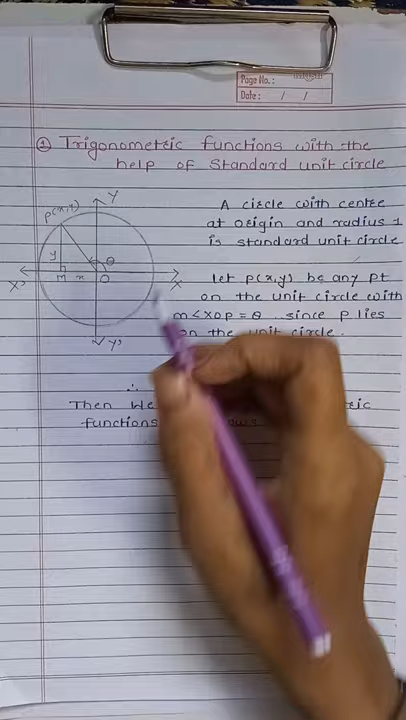 Page No.:
Date: / /
① Trigonometric functions with the
help of Standard unit circle
A circle with centre
at origin and radius 1
is standard unit circle
let P(x,y) be any pt
on the unit circle with
m<XOP = θ . since P lies
on the unit circle.
∴
Then We
functions
Y
P(x,y)
y
θ
X' M x O X
Y'